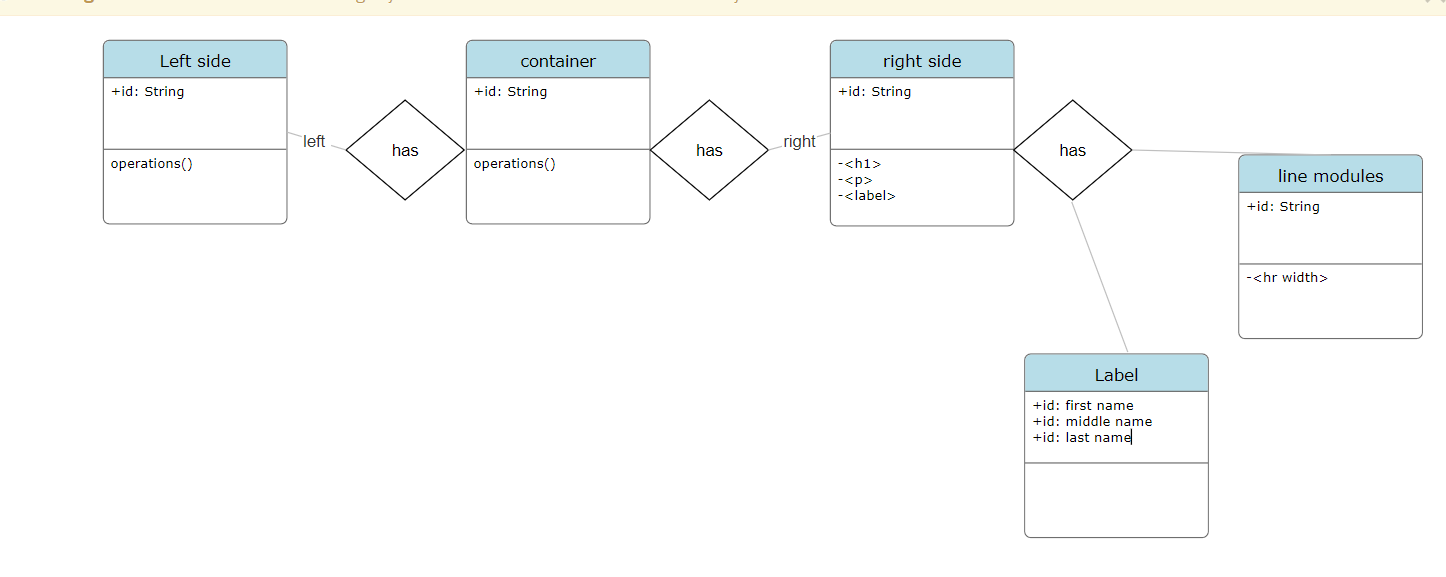 Left side
+id: String
operations()
left
has
container
+id: String
operations()
has
right
right side
+id: String
-<h1>
-<p>
-<label>
has
line modules
+id: String
-<hr width>
Label
+id: first name
+id: middle name
+id: last name